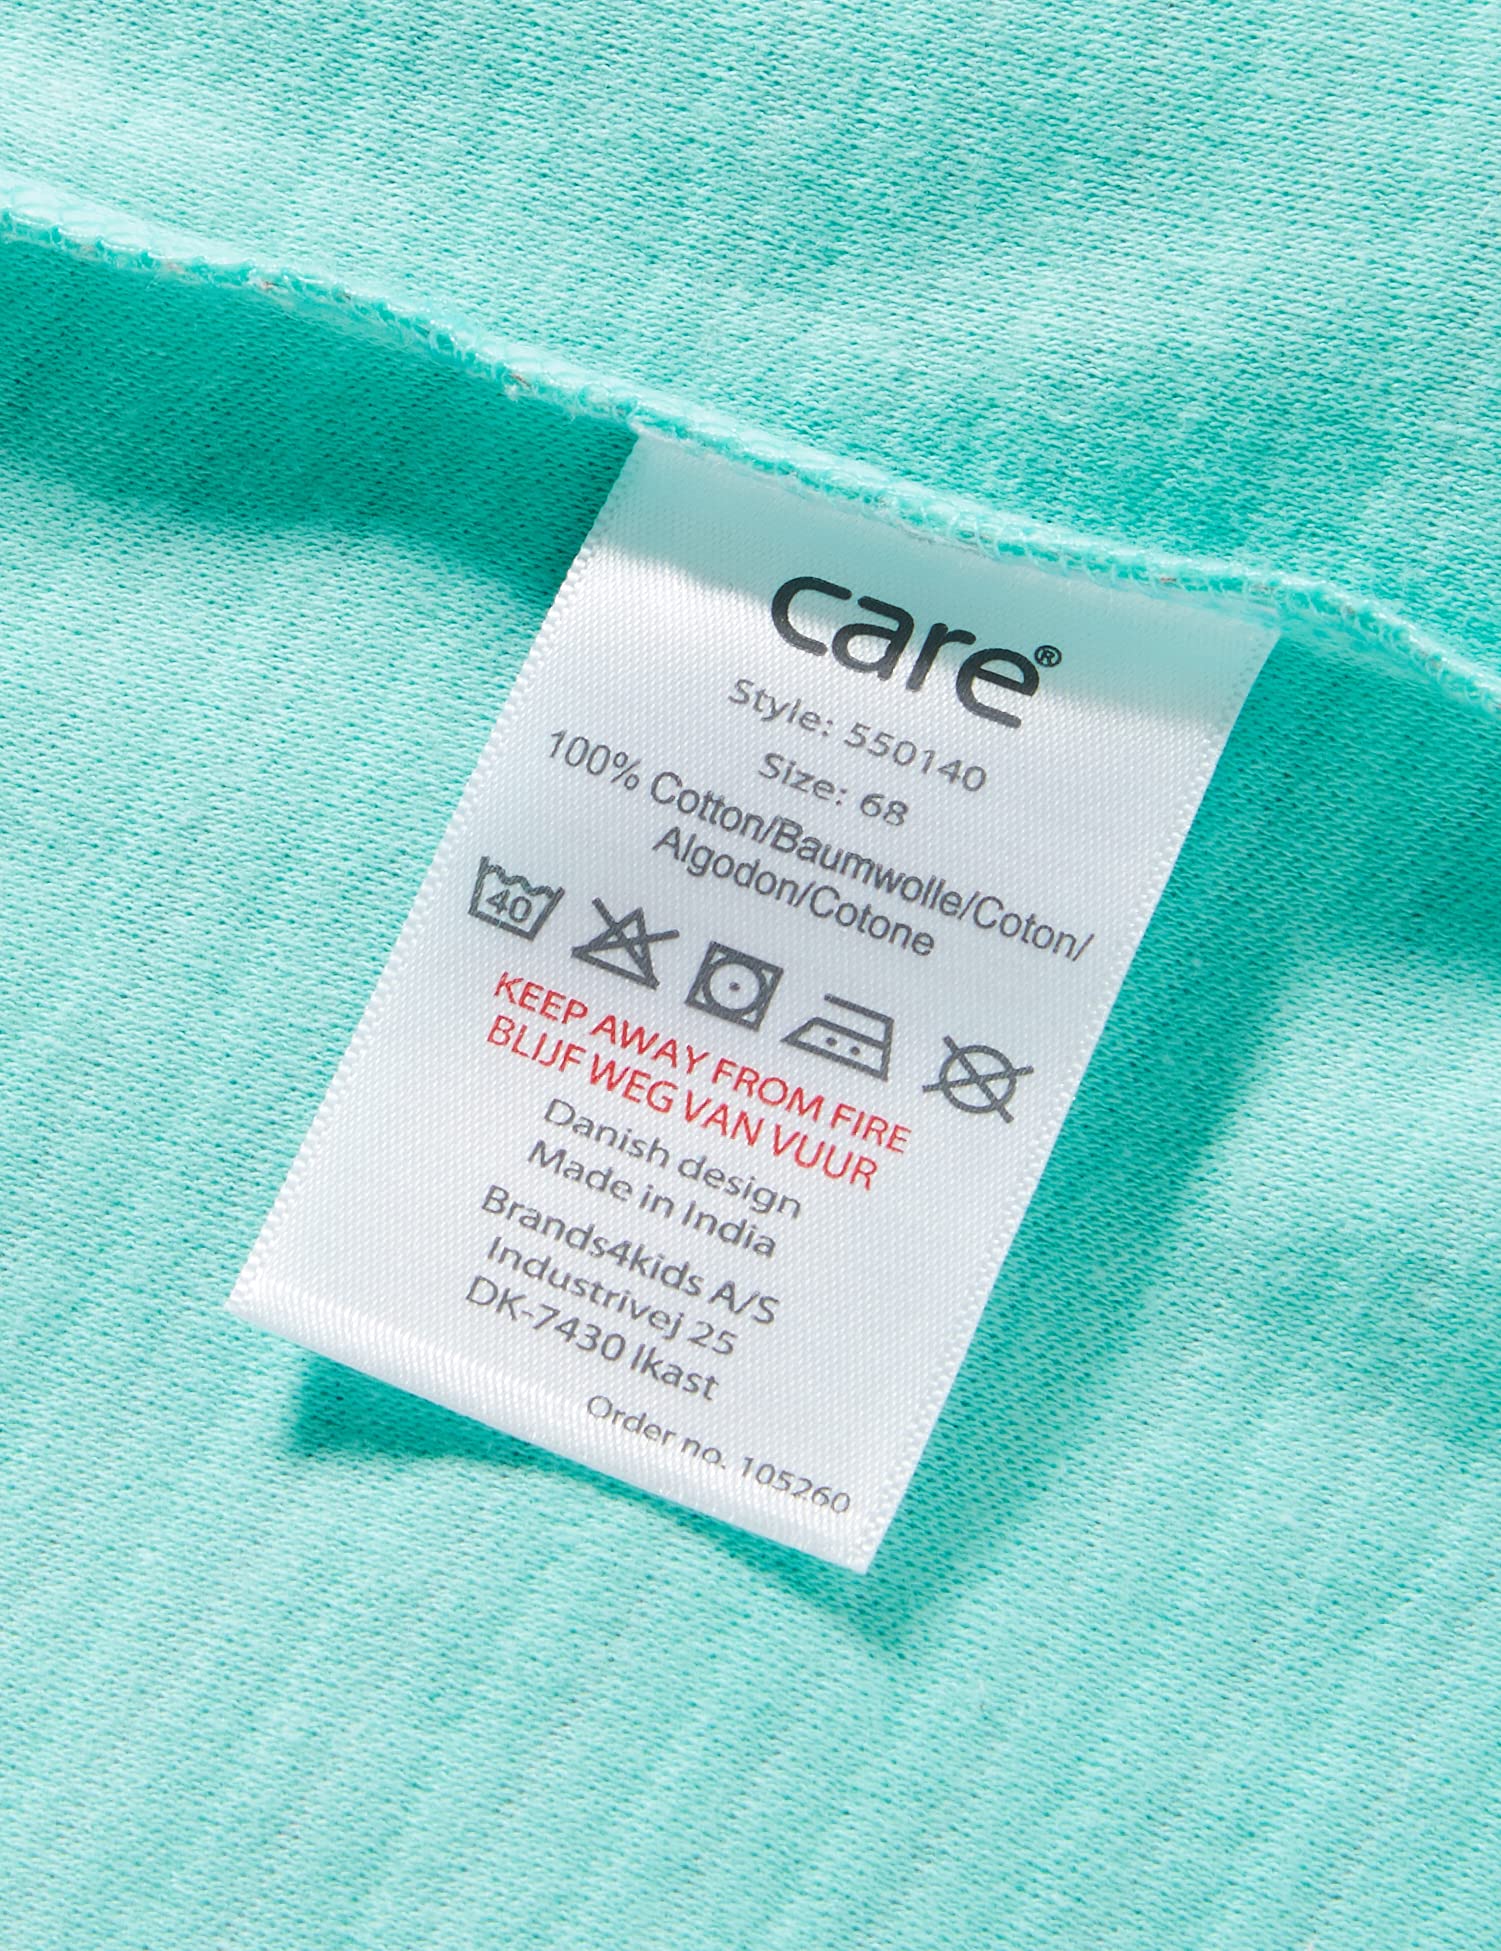 care®
Style: 550140
Size: 68
100% Cotton/Baumwolle/Coton/
Algodon/Cotone
40
KEEP AWAY FROM FIRE
BLIJF WEG VAN VUUR
Danish design
Made in India
Brands4kids A/S
Industrivej 25
DK-7430 Ikast
Order no. 105260